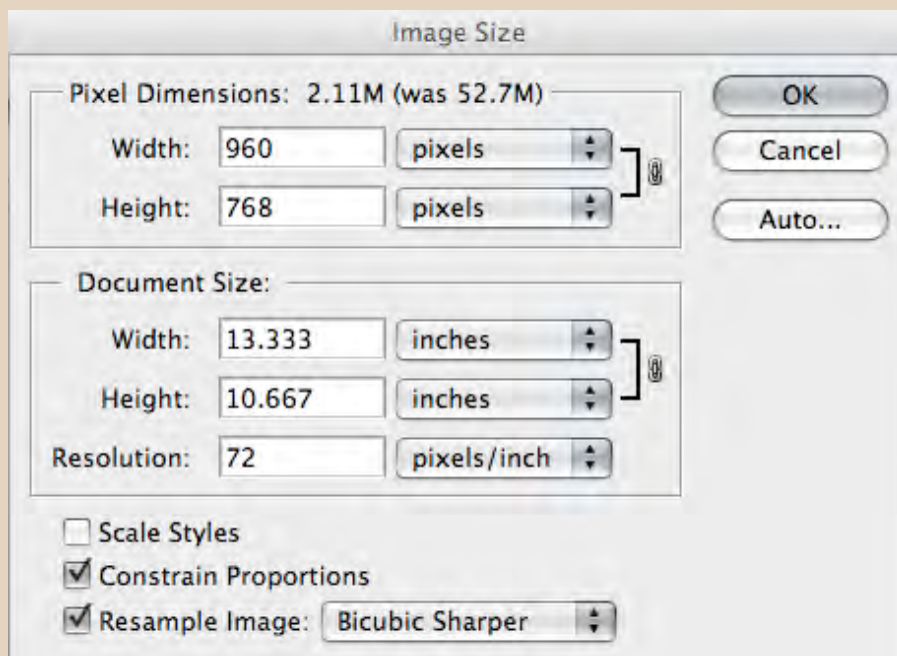 Image Size
Pixel Dimensions: 2.11M (was 52.7M)
OK
Width: 960 pixels
Cancel
Height: 768 pixels
Auto...
Document Size:
Width: 13.333 inches
Height: 10.667 inches
Resolution: 72 pixels/inch
Scale Styles
Constrain Proportions
Resample Image: Bicubic Sharper